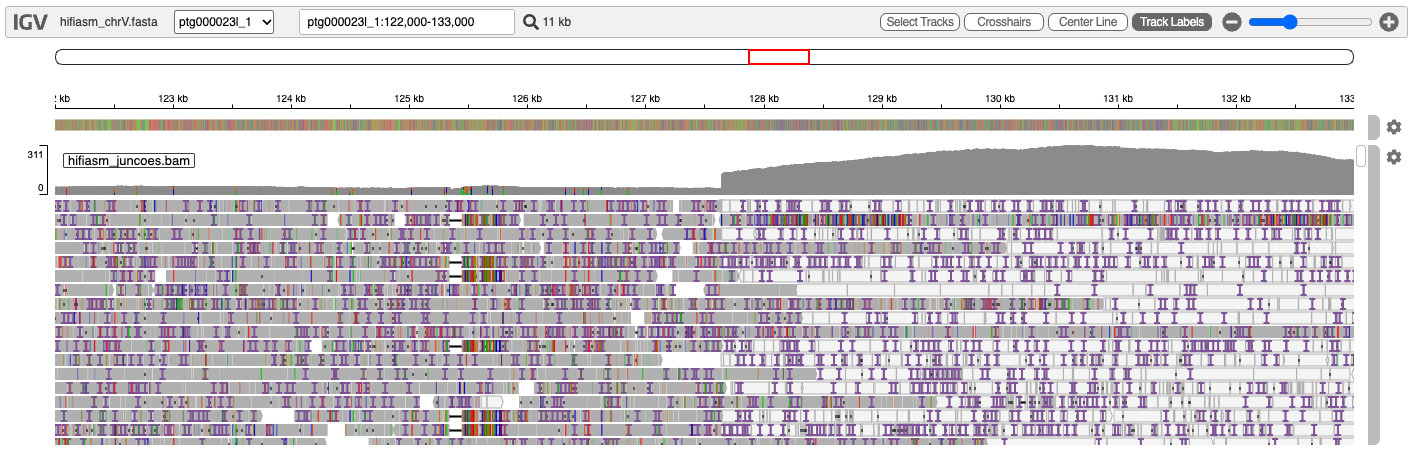 IGV hifiasm_chrV.fasta ptg000023l_1 ptg000023l_1:122,000-133,000 11 kb Select Tracks Crosshairs Center Line Track Labels
: kb 123 kb 124 kb 125 kb 126 kb 127 kb 128 kb 129 kb 130 kb 131 kb 132 kb 133
311 hifiasm_juncoes.bam
0